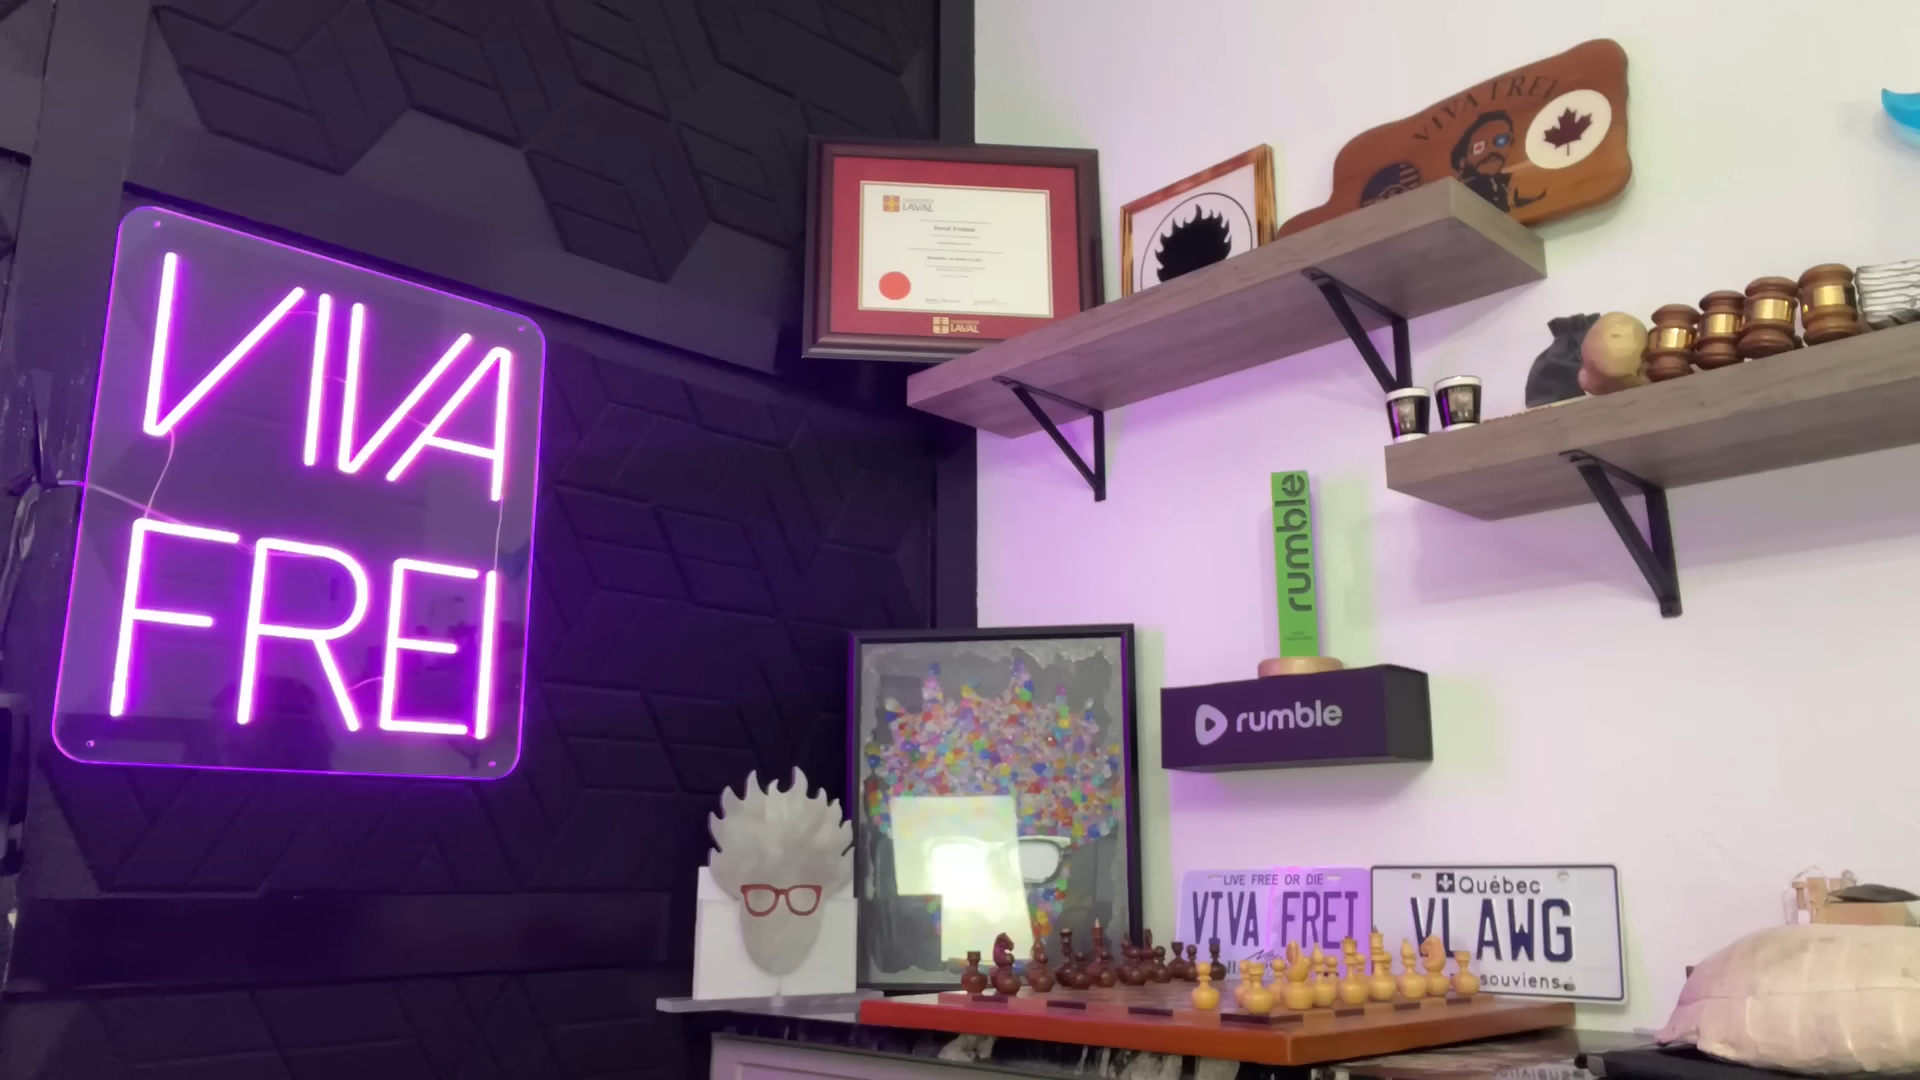 VIVA
FREI
LAVAL
LAVAL
VIVA FREI
rumble
rumble
LIVE FREE OR DIE
VIVA FREI
Québec
VLAWG
souviens